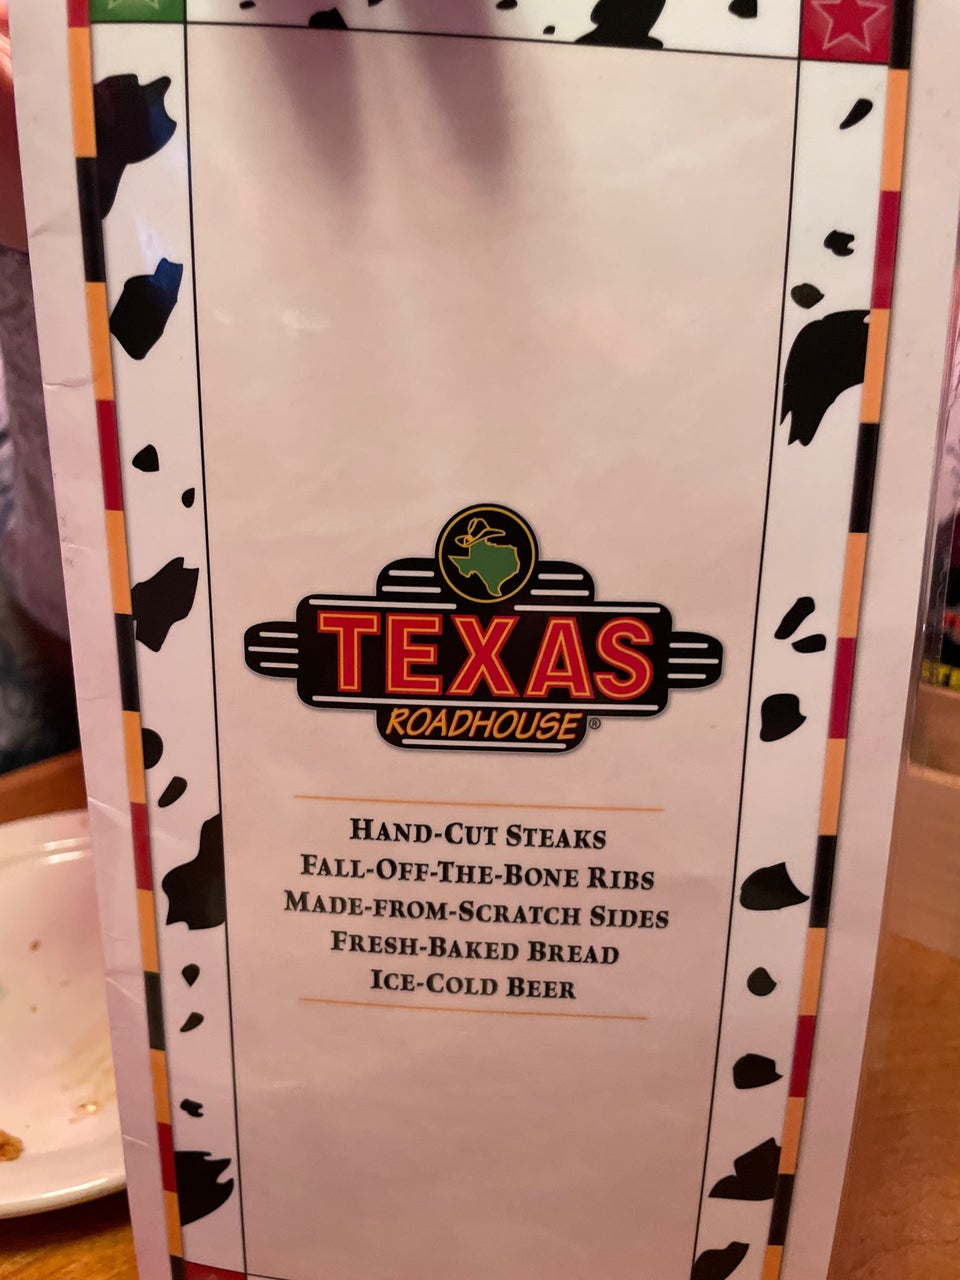 TEXAS
ROADHOUSE®
HAND-CUT STEAKS
FALL-OFF-THE-BONE RIBS
MADE-FROM-SCRATCH SIDES
FRESH-BAKED BREAD
ICE-COLD BEER